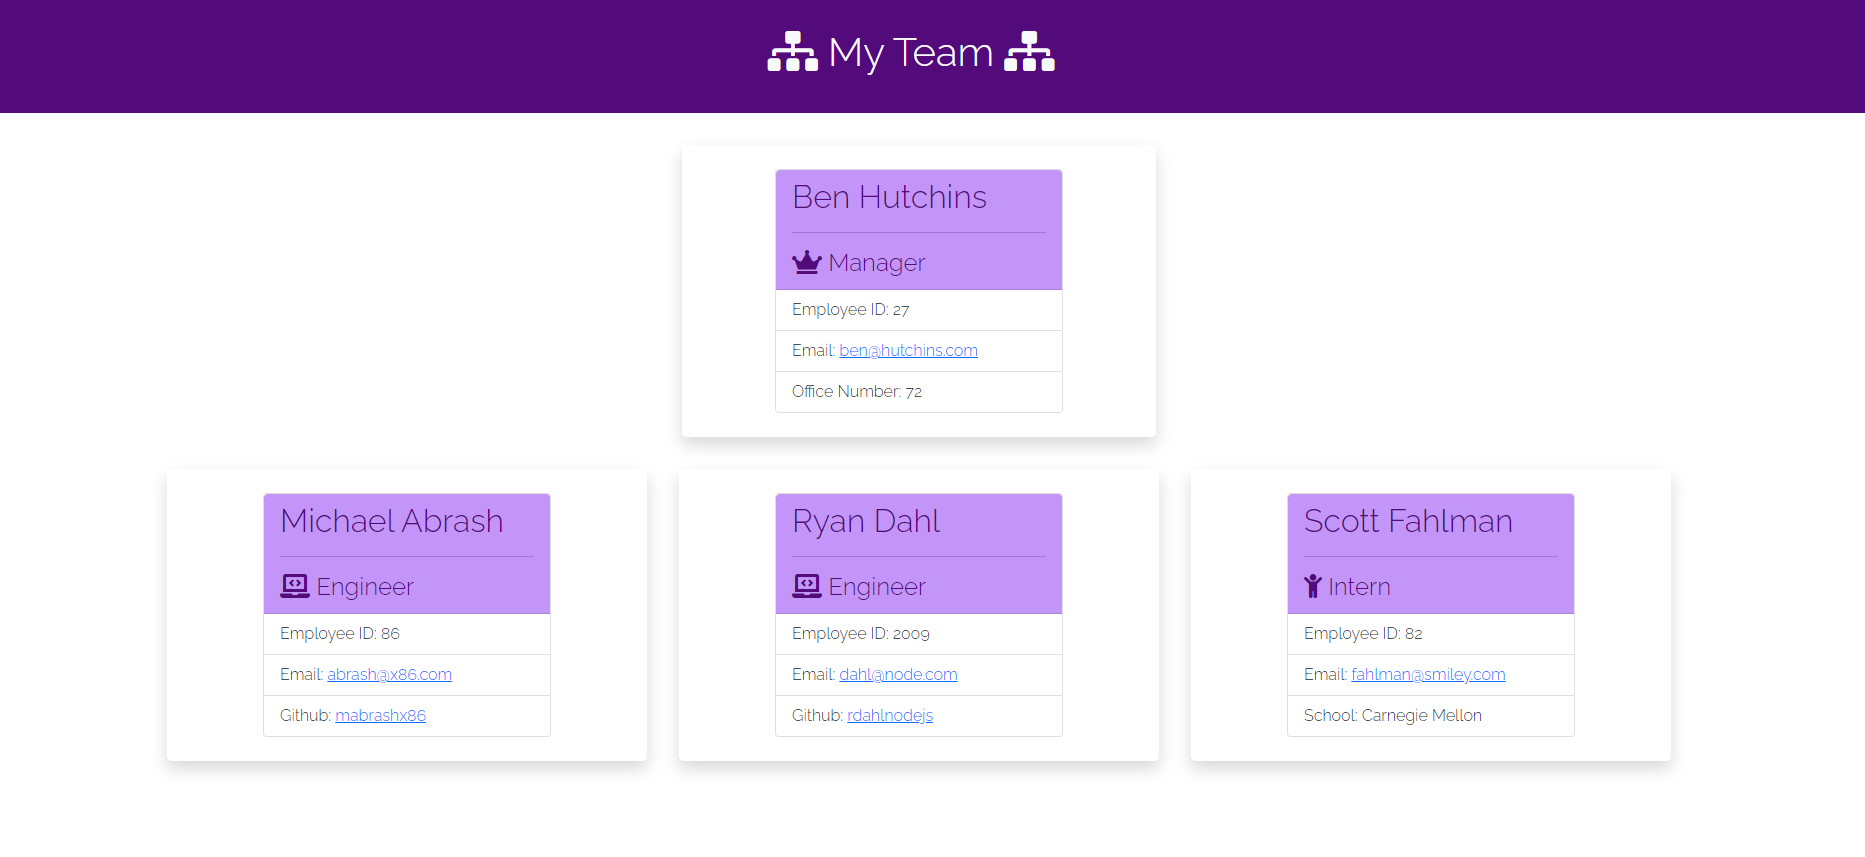 My Team
Ben Hutchins
Manager
Employee ID: 27
Email: ben@hutchins.com
Office Number: 72
Michael Abrash
Engineer
Employee ID: 86
Email: abrash@x86.com
Github: mabrashx86
Ryan Dahl
Engineer
Employee ID: 2009
Email: dahl@node.com
Github: rdahlnodejs
Scott Fahlman
Intern
Employee ID: 82
Email: fahlman@smiley.com
School: Carnegie Mellon